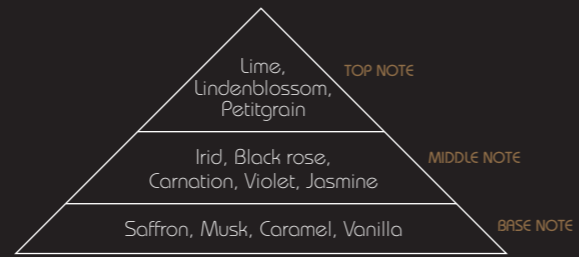 Lime,
Lindenblossom,
Petitgrain
TOP NOTE
Irid, Black rose,
Carnation, Violet, Jasmine
MIDDLE NOTE
Saffron, Musk, Caramel, Vanilla
BASE NOTE